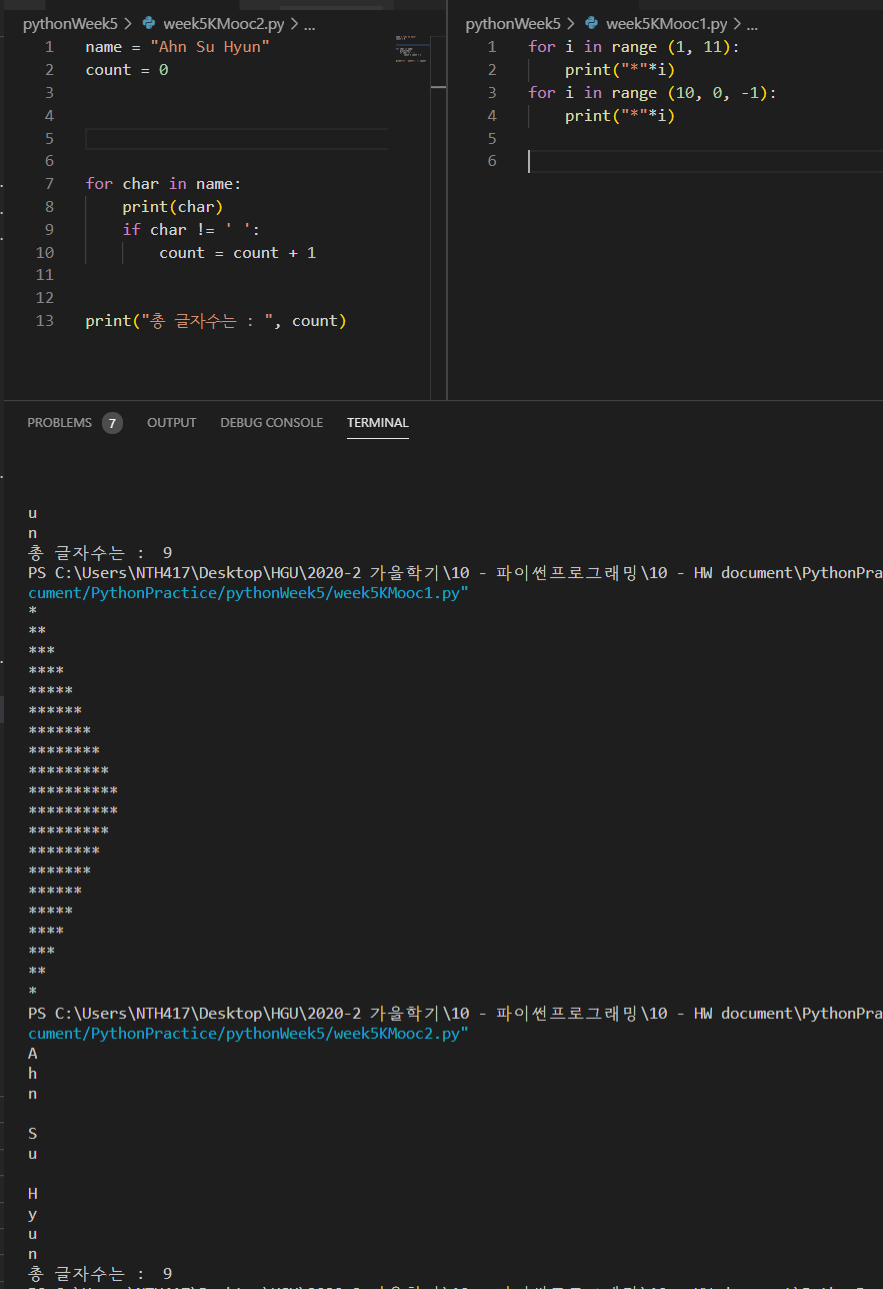 pythonWeek5 > week5KMooc2.py > ...
1 name = "Ahn Su Hyun"
2 count = 0
3
4
5
6
7 for char in name:
8     print(char)
9     if char != ' ':
10         count = count + 1
11
12
13 print("총 글자수는 : ", count)
pythonWeek5 > week5KMooc1.py > ...
1 for i in range (1, 11):
2     print("*"*i)
3 for i in range (10, 0, -1):
4     print("*"*i)
5
6
PROBLEMS 7 OUTPUT DEBUG CONSOLE TERMINAL
u
n
총 글자수는 :  9
PS C:\Users\NTH417\Desktop\HGU\2020-2 가을학기\10 - 파이썬프로그래밍\10 - HW document\PythonPra
cument/PythonPractice/pythonWeek5/week5KMooc1.py"
*
**
***
****
*****
******
*******
********
*********
**********
**********
*********
********
*******
******
*****
****
***
**
*
PS C:\Users\NTH417\Desktop\HGU\2020-2 가을학기\10 - 파이썬프로그래밍\10 - HW document\PythonPra
cument/PythonPractice/pythonWeek5/week5KMooc2.py"
A
h
n

S
u

H
y
u
n
총 글자수는 :  9